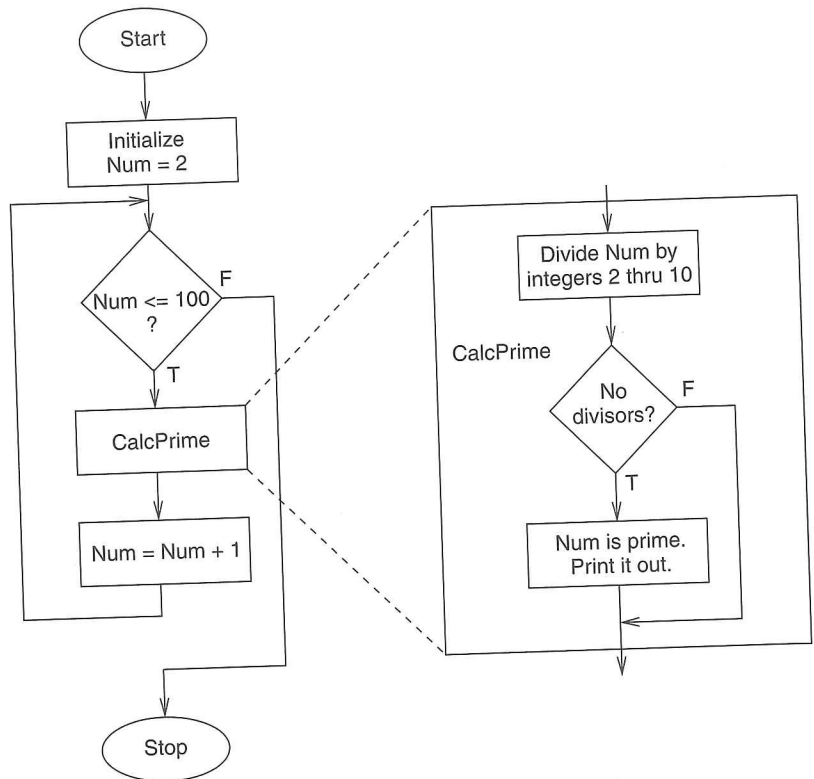 Start
Initialize
Num = 2
Num <= 100
?
F
T
CalcPrime
Num = Num + 1
Stop
Divide Num by
integers 2 thru 10
CalcPrime
No
divisors?
F
T
Num is prime.
Print it out.